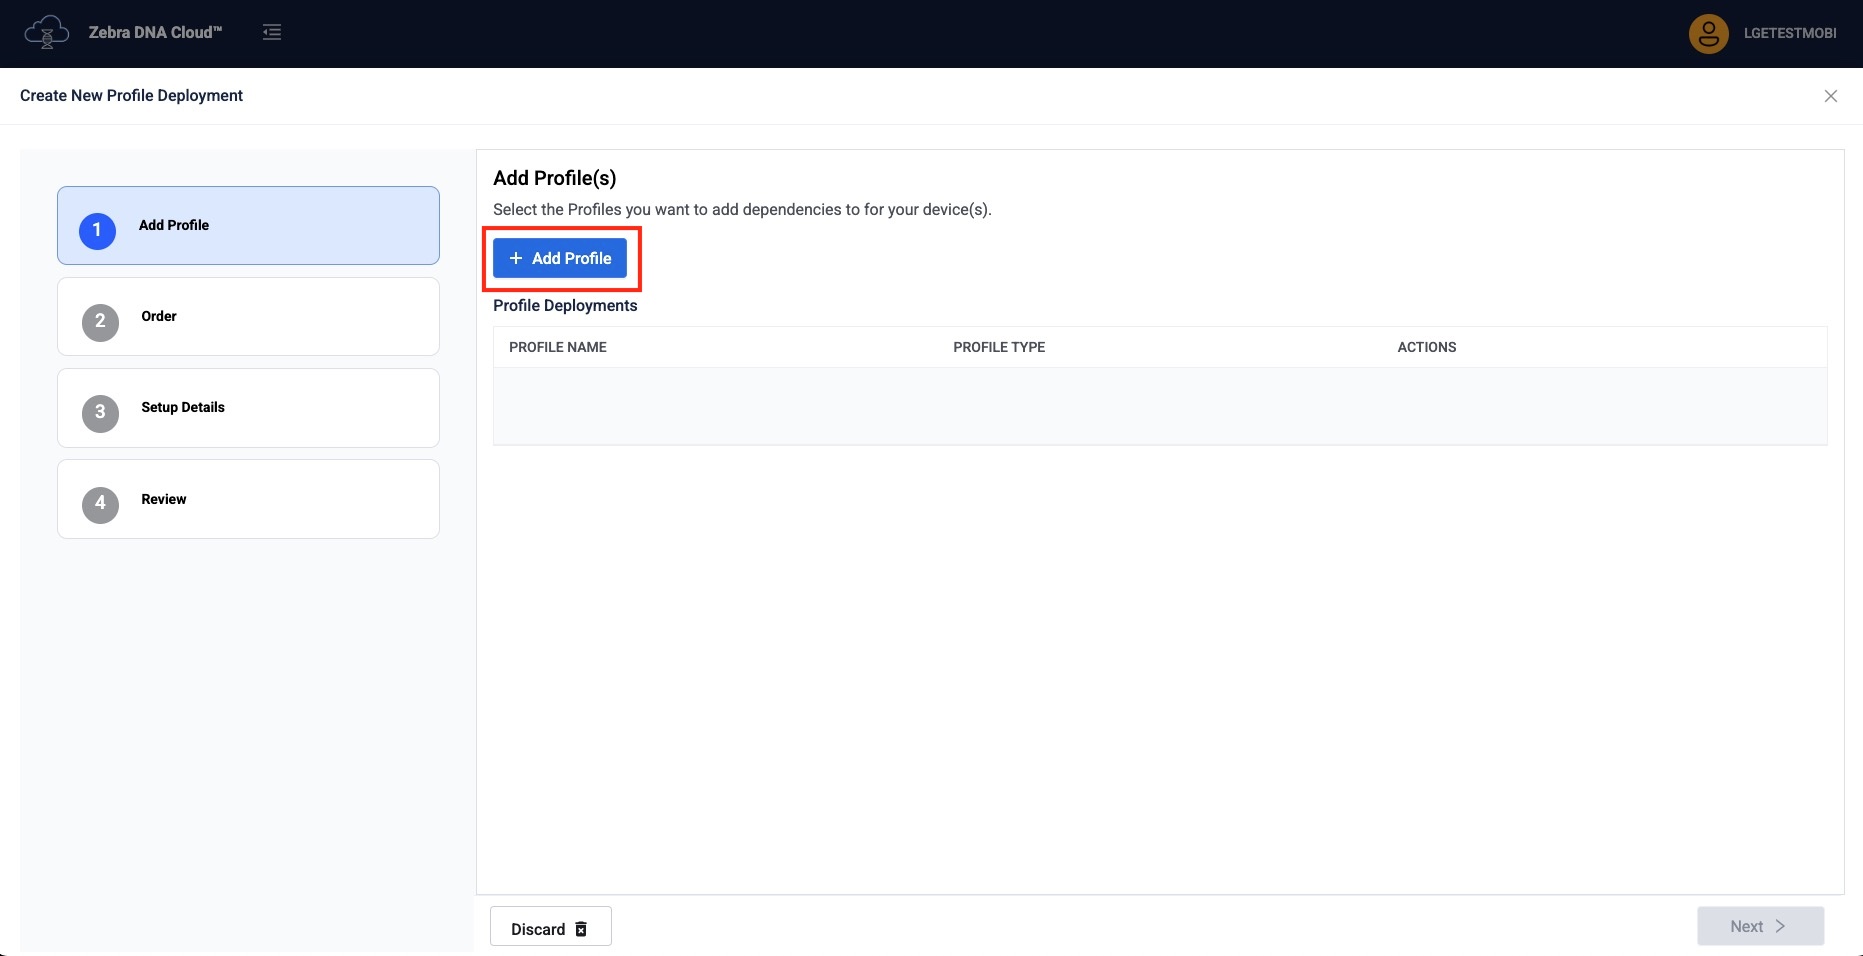 Zebra DNA Cloud™
LGETESTMOBI
Create New Profile Deployment
1 Add Profile
2 Order
3 Setup Details
4 Review
Add Profile(s)
Select the Profiles you want to add dependencies to for your device(s).
+ Add Profile
Profile Deployments
PROFILE NAME PROFILE TYPE ACTIONS
Discard
Next